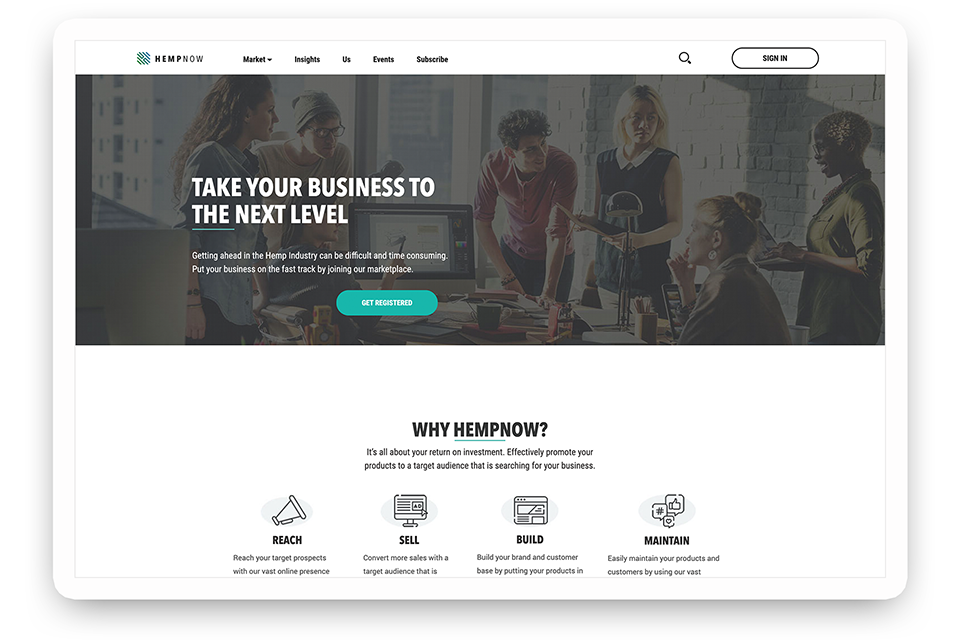 HEMPNOW Market Insights Us Events Subscribe SIGN IN
TAKE YOUR BUSINESS TO
THE NEXT LEVEL
Getting ahead in the Hemp Industry can be difficult and time consuming.
Put your business on the fast track by joining our marketplace.
GET REGISTERED
WHY HEMPNOW?
It's all about your return on investment. Effectively promote your
products to a target audience that is searching for your business.
AD
#
REACH
Reach your target prospects
with our vast online presence
SELL
Convert more sales with a
target audience that is
BUILD
Build your brand and customer
base by putting your products in
MAINTAIN
Easily maintain your products and
customers by using our vast